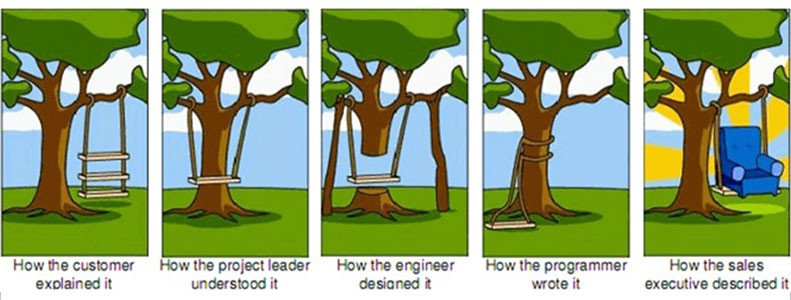 How the customer
explained it
How the project leader
understood it
How the engineer
designed it
How the programmer
wrote it
How the sales
executive described it